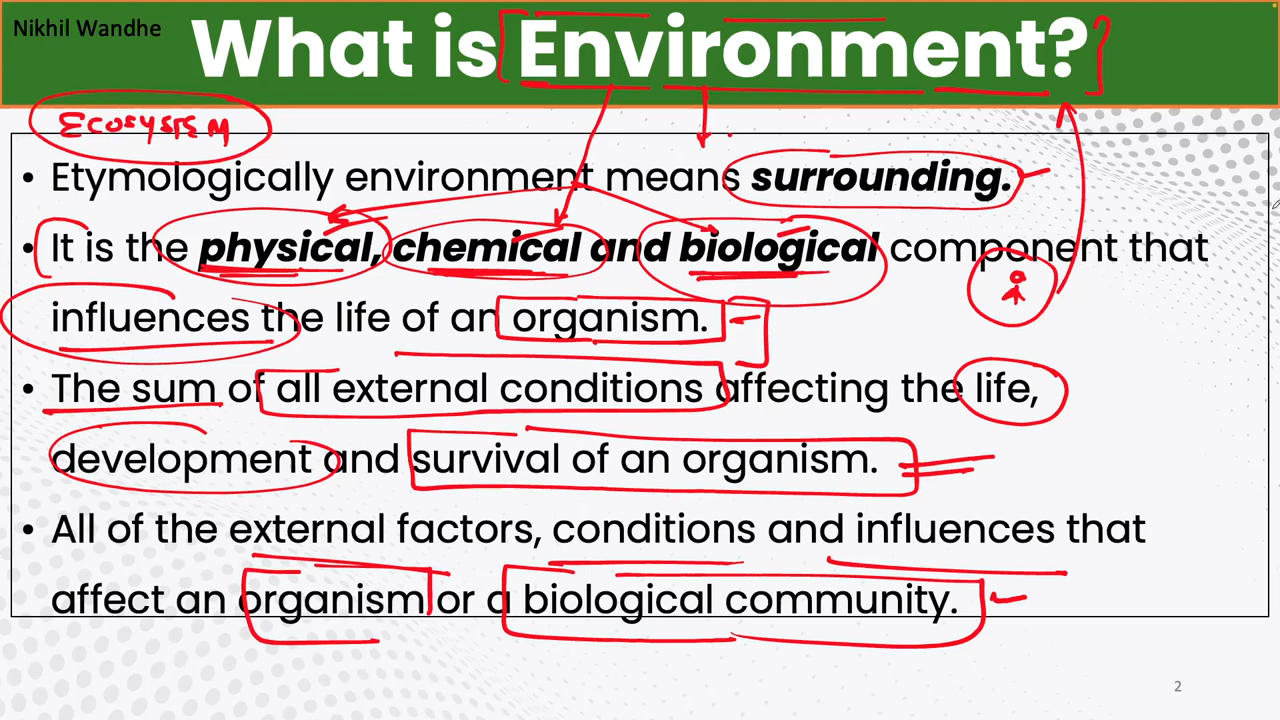 Nikhil Wandhe
What is Environment?
ECOSYSTEM
• Etymologically environment means surrounding.
• It is the physical, chemical and biological component that
influences the life of an organism.
• The sum of all external conditions affecting the life,
development and survival of an organism.
• All of the external factors, conditions and influences that
affect an organism or a biological community.
2